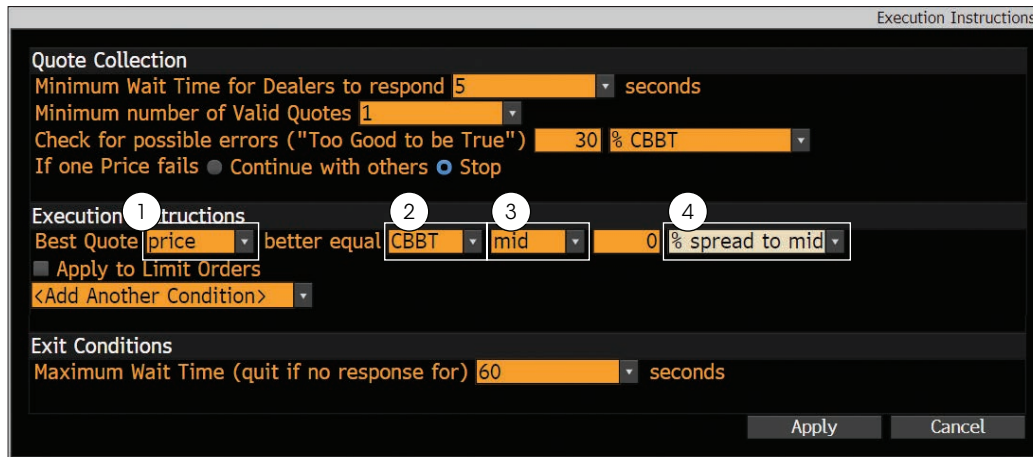 Execution Instructions
Quote Collection
Minimum Wait Time for Dealers to respond 5 seconds
Minimum number of Valid Quotes 1
Check for possible errors ("Too Good to be True") 30 % CBBT
If one Price fails Continue with others Stop
1 2 3 4
Execution tructions
Best Quote price better equal CBBT mid 0 % spread to mid
Apply to Limit Orders
<Add Another Condition>
Exit Conditions
Maximum Wait Time (quit if no response for) 60 seconds
Apply Cancel